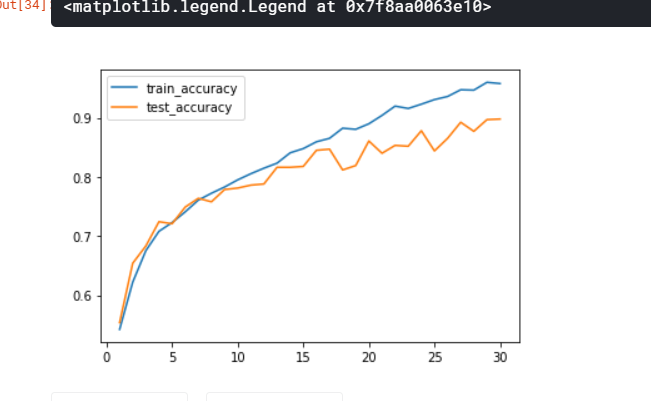 Out[34]
<matplotlib.legend.Legend at 0x7f8aa0063e10>
train_accuracy
test_accuracy
0.9
0.8
0.7
0.6
0 5 10 15 20 25 30